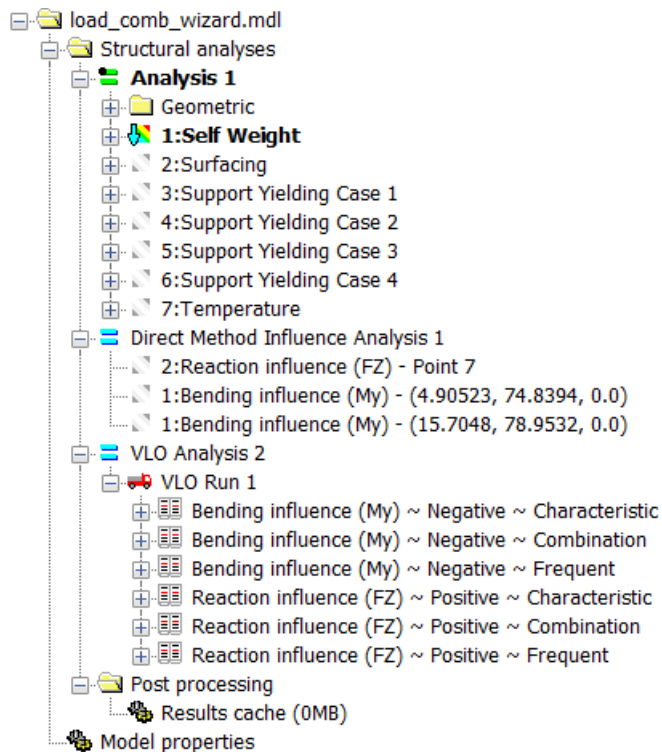 load_comb_wizard.mdl
Structural analyses
Analysis 1
Geometric
1:Self Weight
2:Surfacing
3:Support Yielding Case 1
4:Support Yielding Case 2
5:Support Yielding Case 3
6:Support Yielding Case 4
7:Temperature
Direct Method Influence Analysis 1
2:Reaction influence (FZ) - Point 7
1:Bending influence (My) - (4.90523, 74.8394, 0.0)
1:Bending influence (My) - (15.7048, 78.9532, 0.0)
VLO Analysis 2
VLO Run 1
Bending influence (My) ~ Negative ~ Characteristic
Bending influence (My) ~ Negative ~ Combination
Bending influence (My) ~ Negative ~ Frequent
Reaction influence (FZ) ~ Positive ~ Characteristic
Reaction influence (FZ) ~ Positive ~ Combination
Reaction influence (FZ) ~ Positive ~ Frequent
Post processing
Results cache (0MB)
Model properties